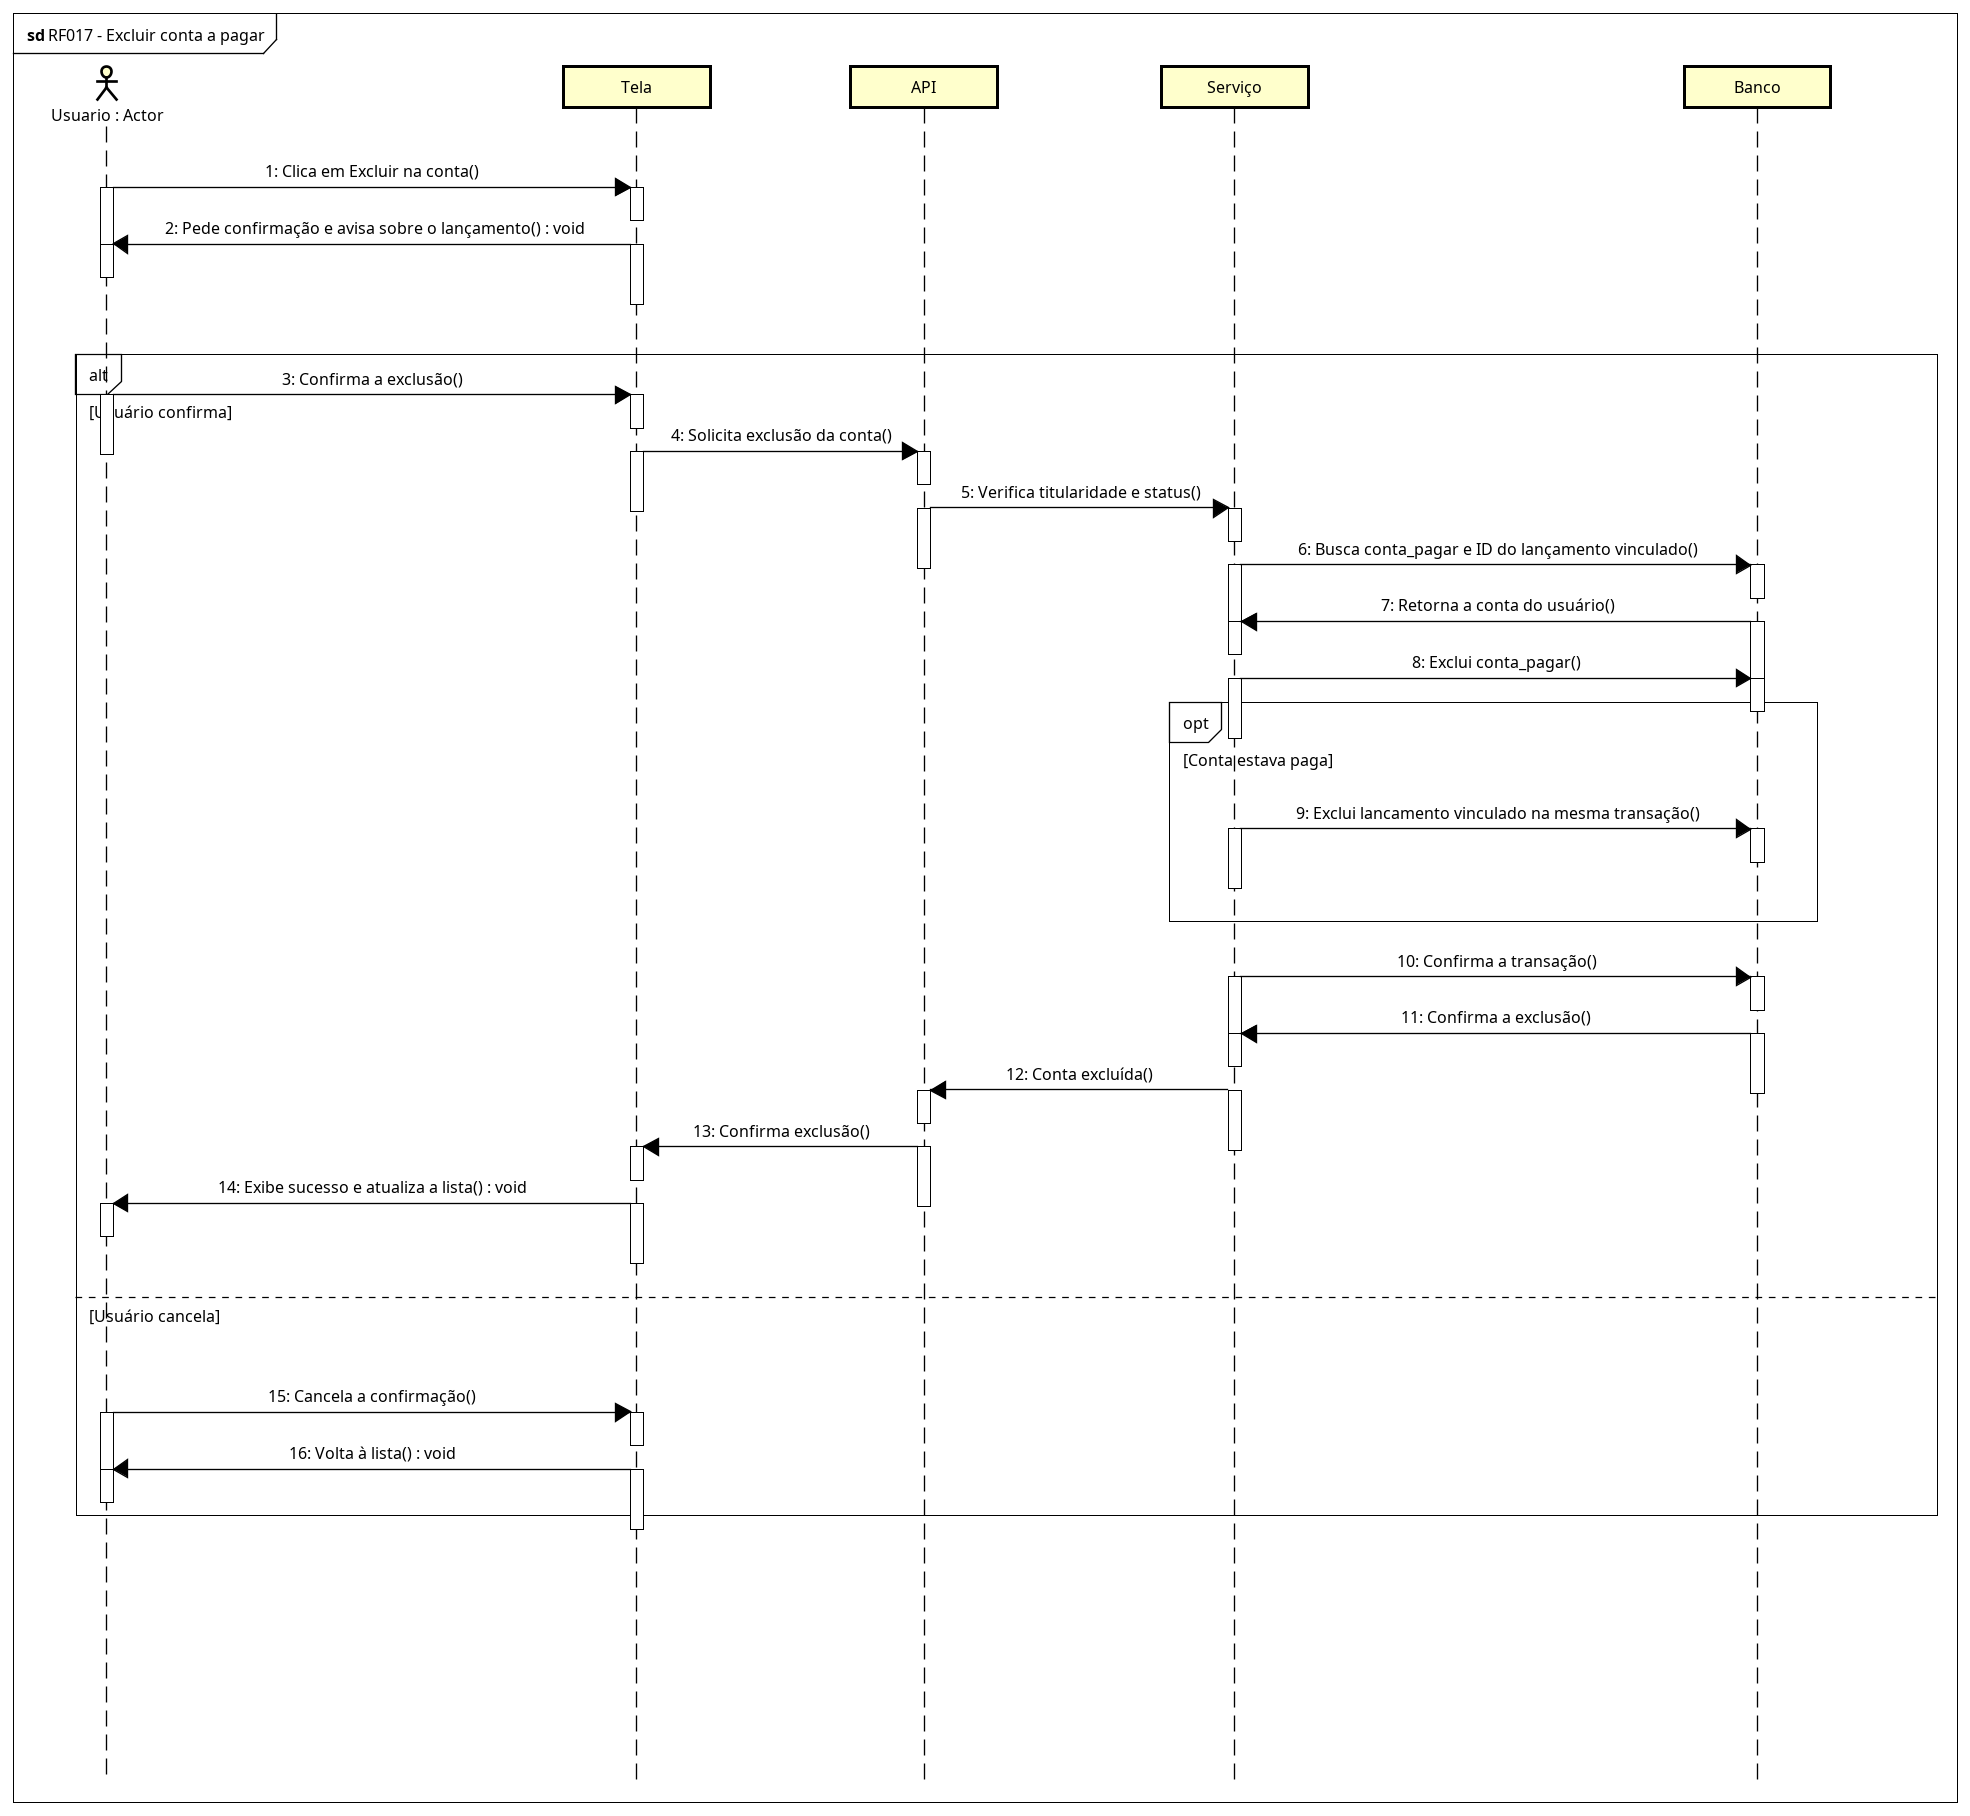 sd RF017 - Excluir conta a pagar
Usuario : Actor
Tela
API
Serviço
Banco
1: Clica em Excluir na conta()
2: Pede confirmação e avisa sobre o lançamento() : void
alt
3: Confirma a exclusão()
[Usuário confirma]
4: Solicita exclusão da conta()
5: Verifica titularidade e status()
6: Busca conta_pagar e ID do lançamento vinculado()
7: Retorna a conta do usuário()
8: Exclui conta_pagar()
opt
[Conta estava paga]
9: Exclui lancamento vinculado na mesma transação()
10: Confirma a transação()
11: Confirma a exclusão()
12: Conta excluída()
13: Confirma exclusão()
14: Exibe sucesso e atualiza a lista() : void
[Usuário cancela]
15: Cancela a confirmação()
16: Volta à lista() : void